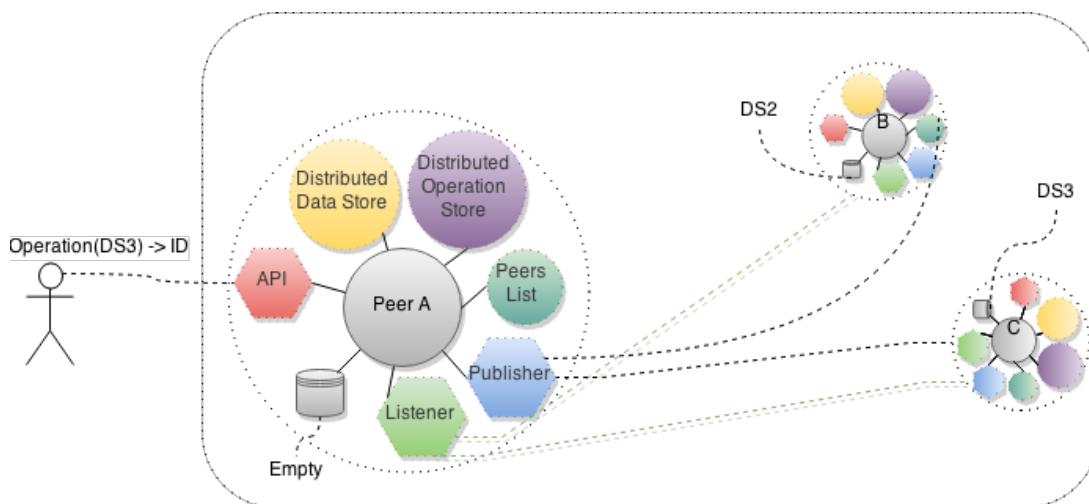 DS2
B
Distributed
Data Store
Distributed
Operation
Store
DS3
Operation(DS3) -> ID
API
Peer A
Peers
List
C
Publisher
Listener
Empty